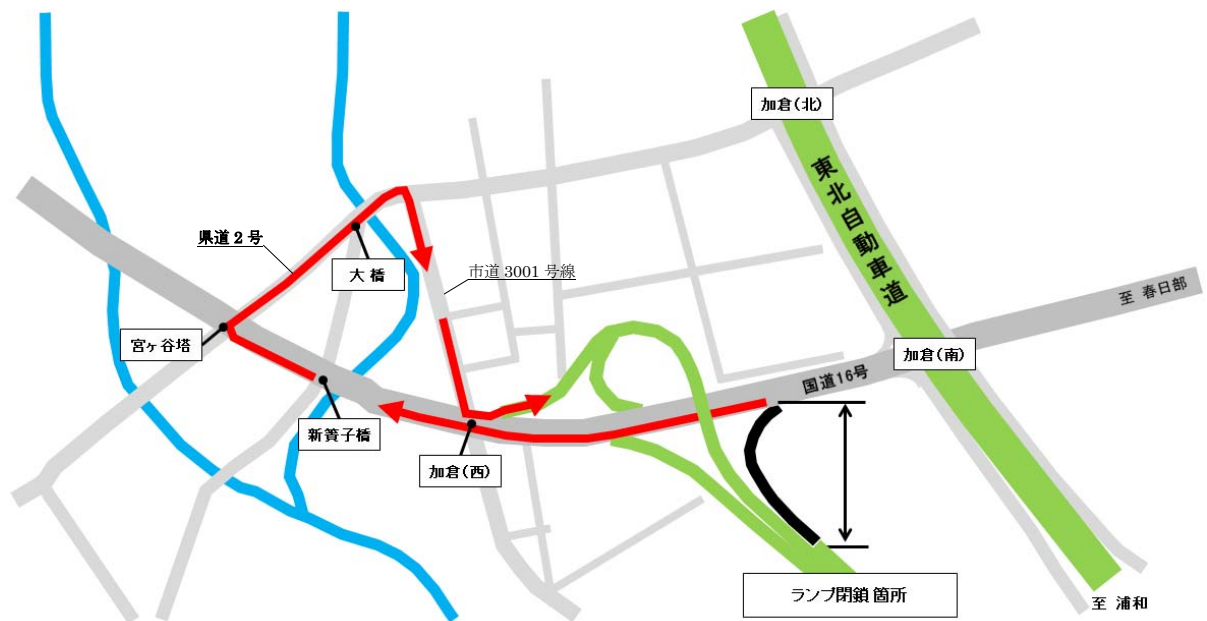 加倉(北)
東北自動車道
県道2号
大橋
市道 3001 号線
至 春日部
宮ヶ谷塔
加倉(南)
国道16号
新簀子橋
加倉(西)
ランプ閉鎖箇所
至 浦和